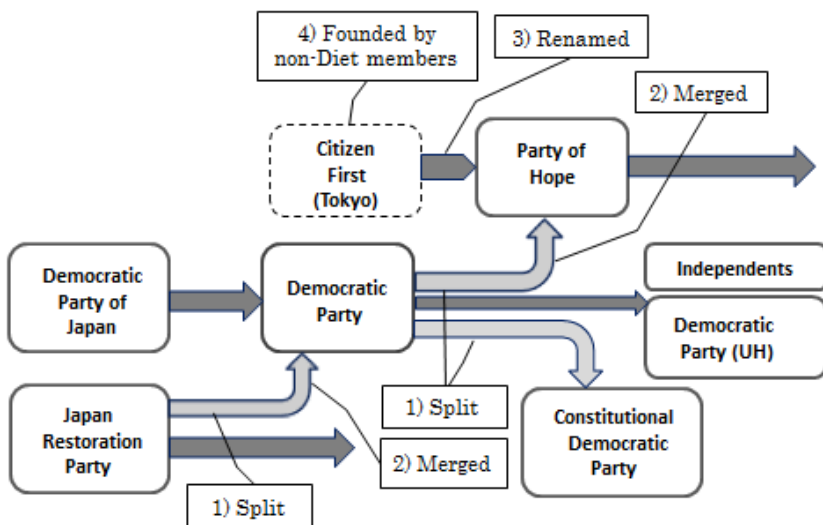 4) Founded by
non-Diet members
3) Renamed
2) Merged
Citizen
First
(Tokyo)
Party of
Hope
Democratic
Party of
Japan
Democratic
Party
Independents
Democratic
Party (UH)
1) Split
Japan
Restoration
Party
2) Merged
Constitutional
Democratic
Party
1) Split